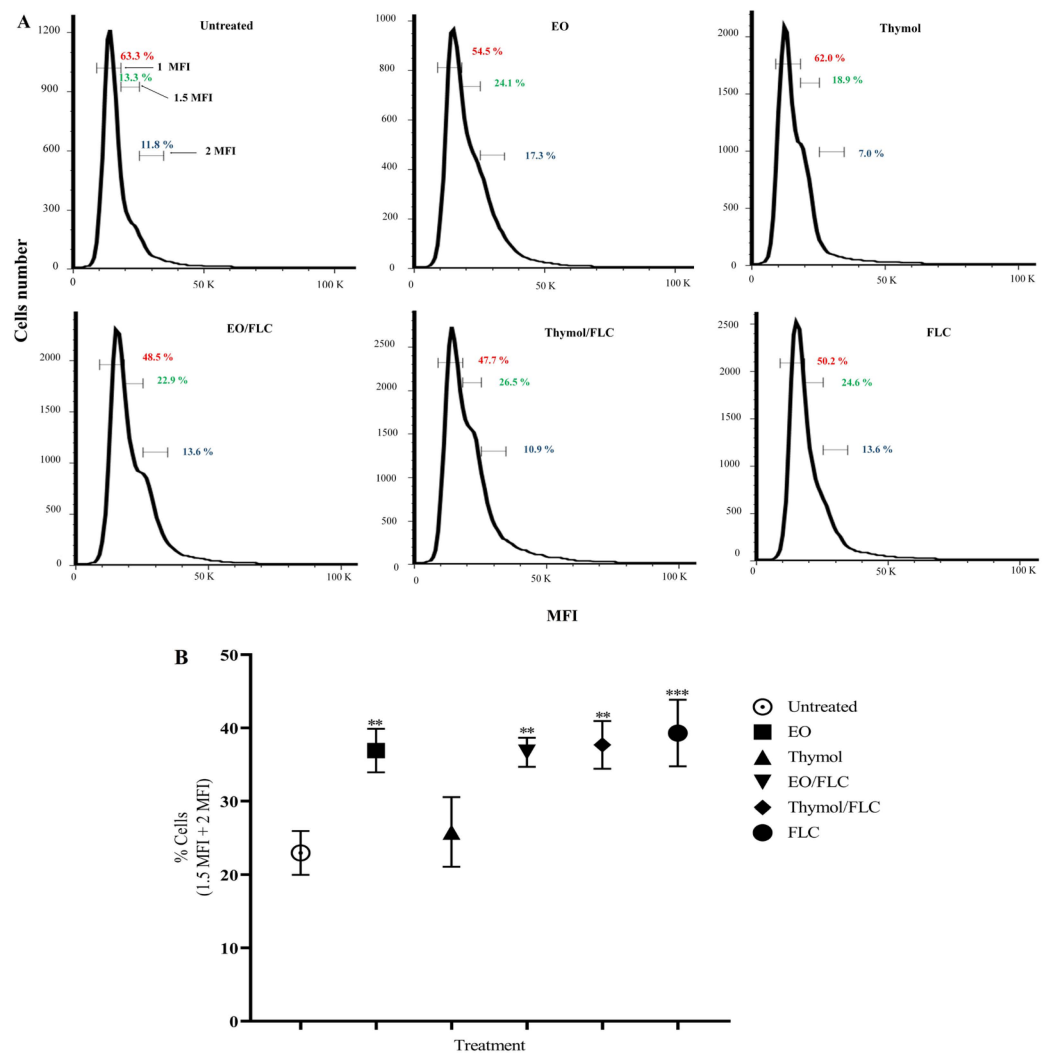 A
Cells number
Untreated
1200
900
600
300
0
63.3 %
1 MFI
13.3 %
1.5 MFI
11.8 %
2 MFI
0 50 K 100 K
EO
1000
800
600
400
200
0
54.5 %
24.1 %
17.3 %
0 50 K 100 K
Thymol
2000
1500
1000
500
0
62.0 %
18.9 %
7.0 %
0 50 K 100 K
EO/FLC
2000
1500
1000
500
0
48.5 %
22.9 %
13.6 %
0 50 K 100 K
Thymol/FLC
2500
2000
1500
1000
500
0
47.7 %
26.5 %
10.9 %
0 50 K 100 K
FLC
2500
2000
1500
1000
500
0
50.2 %
24.6 %
13.6 %
0 50 K 100 K
MFI
B
% Cells
(1.5 MFI + 2 MFI)
50
40
30
20
10
0
**
**
**
***
Treatment
Untreated
EO
Thymol
EO/FLC
Thymol/FLC
FLC